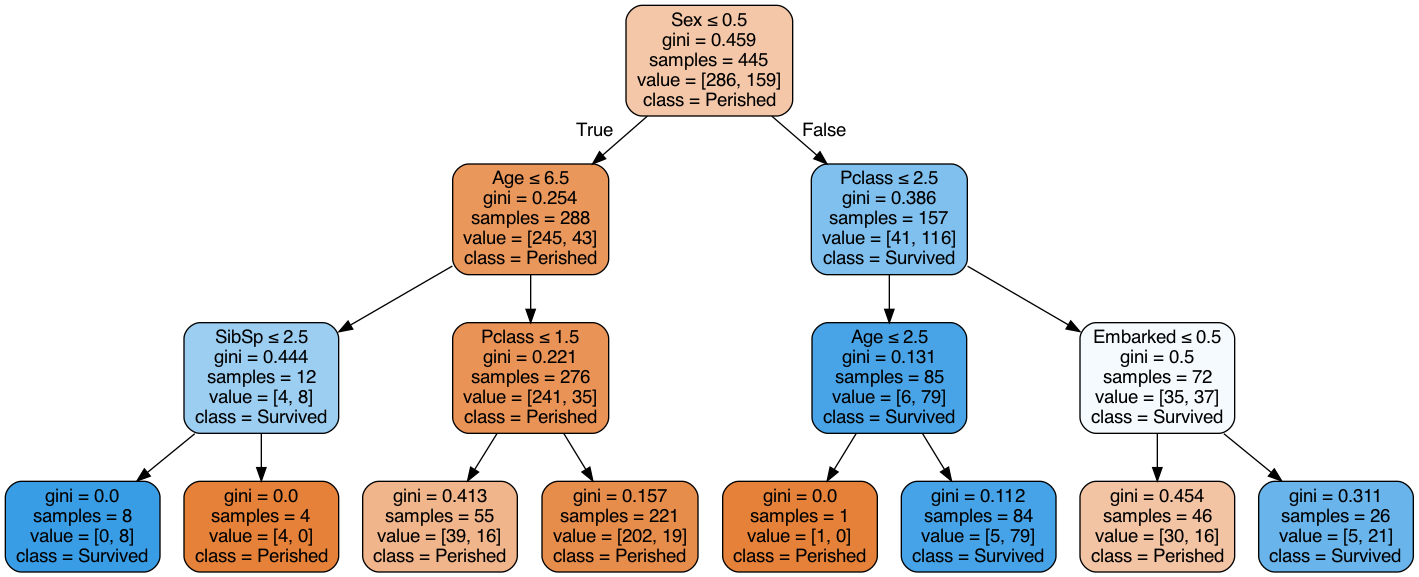 Sex ≤ 0.5
gini = 0.459
samples = 445
value = [286, 159]
class = Perished
True
False
Age ≤ 6.5
gini = 0.254
samples = 288
value = [245, 43]
class = Perished
Pclass ≤ 2.5
gini = 0.386
samples = 157
value = [41, 116]
class = Survived
SibSp ≤ 2.5
gini = 0.444
samples = 12
value = [4, 8]
class = Survived
Pclass ≤ 1.5
gini = 0.221
samples = 276
value = [241, 35]
class = Perished
Age ≤ 2.5
gini = 0.131
samples = 85
value = [6, 79]
class = Survived
Embarked ≤ 0.5
gini = 0.5
samples = 72
value = [35, 37]
class = Survived
gini = 0.0
samples = 8
value = [0, 8]
class = Survived
gini = 0.0
samples = 4
value = [4, 0]
class = Perished
gini = 0.413
samples = 55
value = [39, 16]
class = Perished
gini = 0.157
samples = 221
value = [202, 19]
class = Perished
gini = 0.0
samples = 1
value = [1, 0]
class = Perished
gini = 0.112
samples = 84
value = [5, 79]
class = Survived
gini = 0.454
samples = 46
value = [30, 16]
class = Perished
gini = 0.311
samples = 26
value = [5, 21]
class = Survived